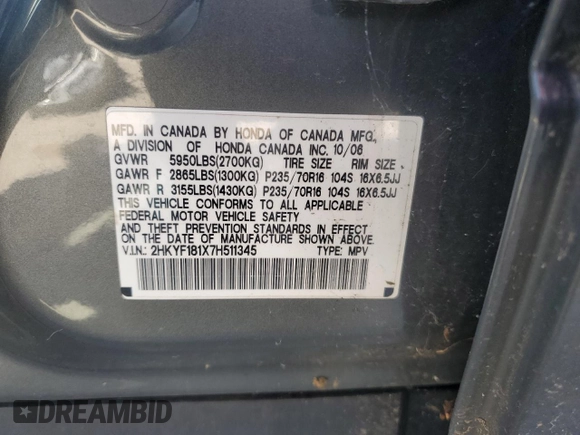 MFD. IN CANADA BY HONDA OF CANADA MFG.,
A DIVISION OF HONDA CANADA INC. 10/06
GVWR 5950LBS(2700KG) TIRE SIZE RIM SIZE
GAWR F 2865LBS(1300KG) P235/70R16 104S 16X6.5JJ
GAWR R 3155LBS(1430KG) P235/70R16 104S 16X6.5JJ
THIS VEHICLE CONFORMS TO ALL APPLICABLE
FEDERAL MOTOR VEHICLE SAFETY
AND THEFT PREVENTION STANDARDS IN EFFECT
ON THE DATE OF MANUFACTURE SHOWN ABOVE.
V.I.N.: 2HKYF181X7H511345 TYPE: MPV
DREAMBID